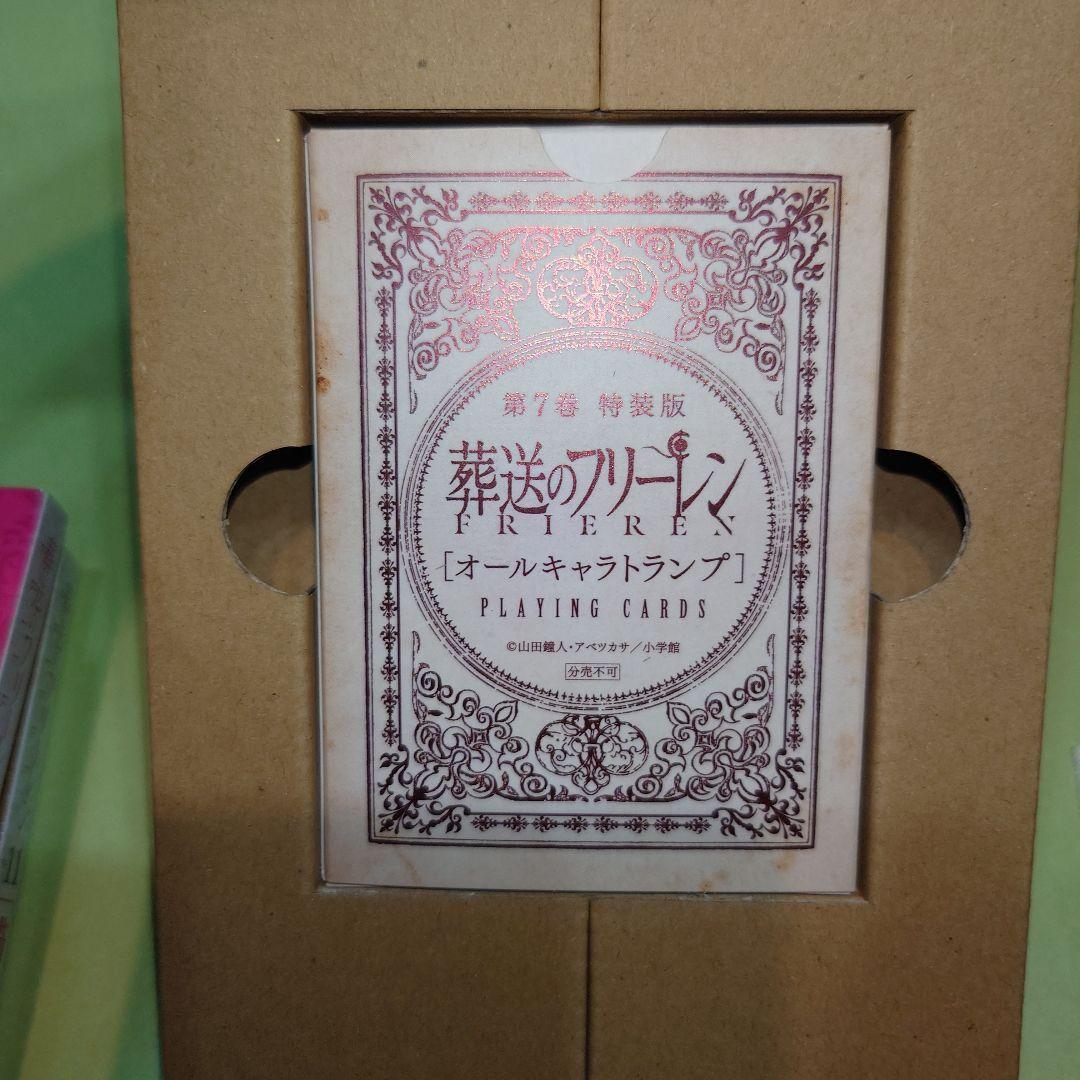 第7巻 特装版
葬送のフリーレン
FRIEREN
[オールキャラトランプ]
PLAYING CARDS
©山田鐘人・アベツカサ/小学館
分売不可